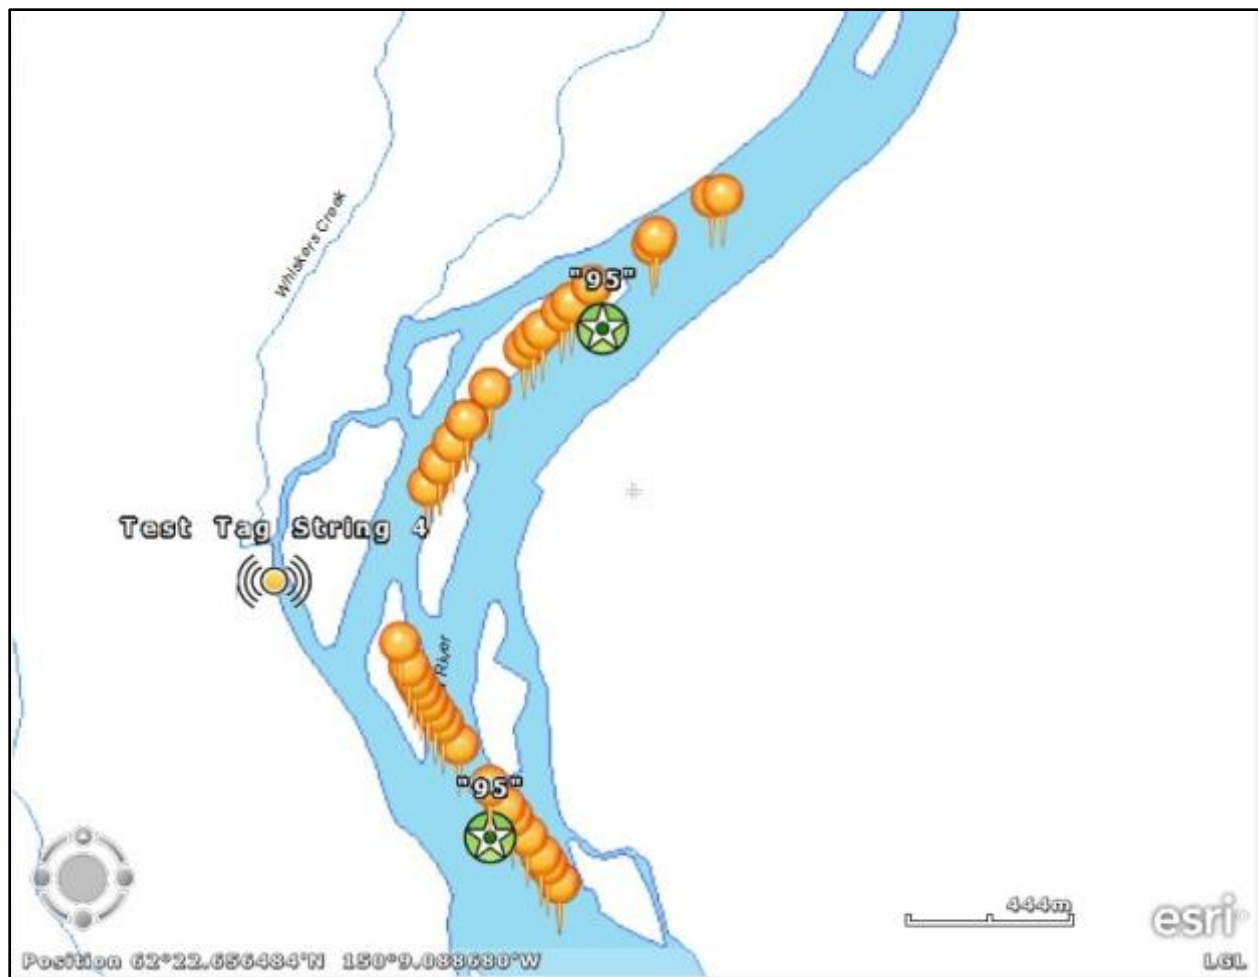 Whiskers Creek
"95"
Test Tag String 4
River
"95"
444m
esri
Position 62°22.656484'N 150°9.088680'W
LGL